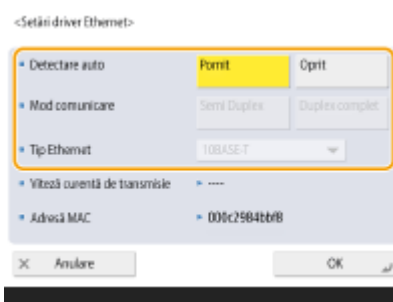 <Setări driver Ethernet>
Detectare auto Pornit Oprit
Mod comunicare Semi Duplex Duplex complet
Tip Ethernet 10BASE-T
Viteză curentă de transmisie ----
Adresă MAC 000c2984bbf8
Anulare OK